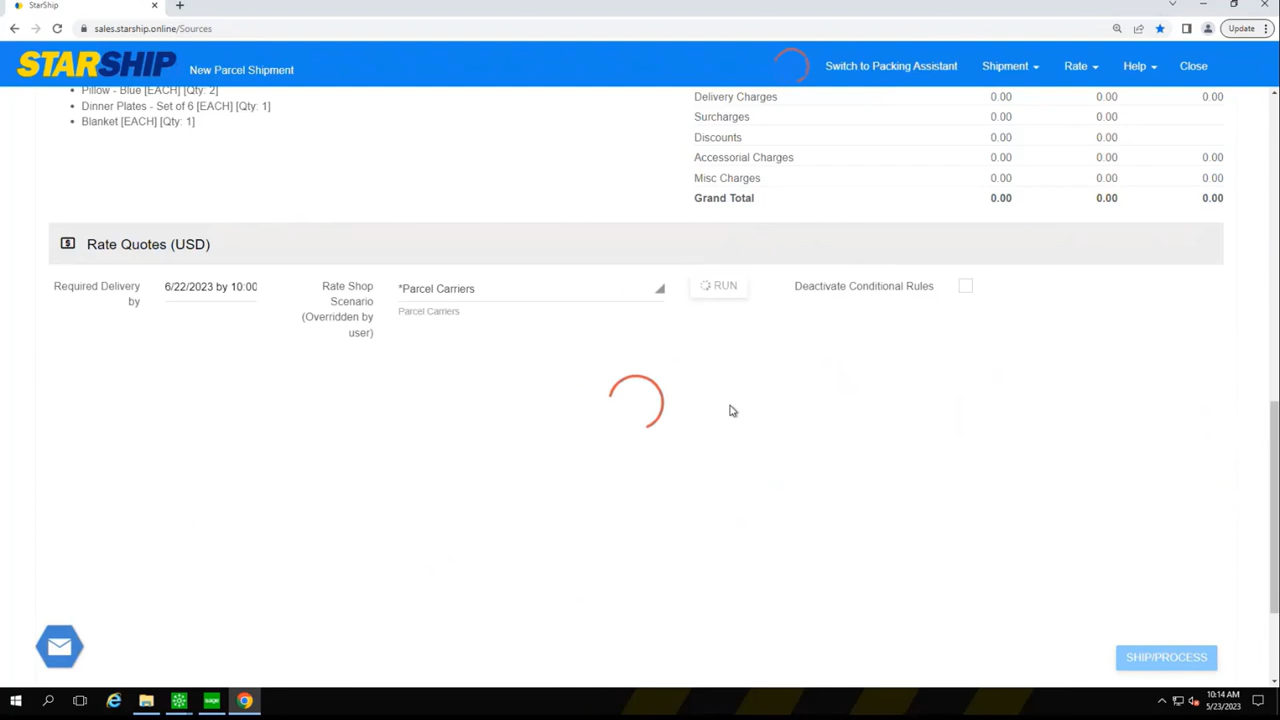 StarShip
sales.starship.online/Sources
Update
STARSHIP
New Parcel Shipment
Switch to Packing Assistant
Shipment
Rate
Help
Close
Pillow - Blue [EACH] [Qty: 2]
Dinner Plates - Set of 6 [EACH] [Qty: 1]
Blanket [EACH] [Qty: 1]
Delivery Charges 0.00 0.00 0.00
Surcharges 0.00 0.00
Discounts 0.00 0.00
Accessorial Charges 0.00 0.00 0.00
Misc Charges 0.00 0.00 0.00
Grand Total 0.00 0.00 0.00
Rate Quotes (USD)
Required Delivery
by
6/22/2023 by 10:00
Rate Shop
Scenario
(Overridden by
user)
*Parcel Carriers
Parcel Carriers
RUN
Deactivate Conditional Rules
SHIP/PROCESS
sage
10:14 AM
5/23/2023